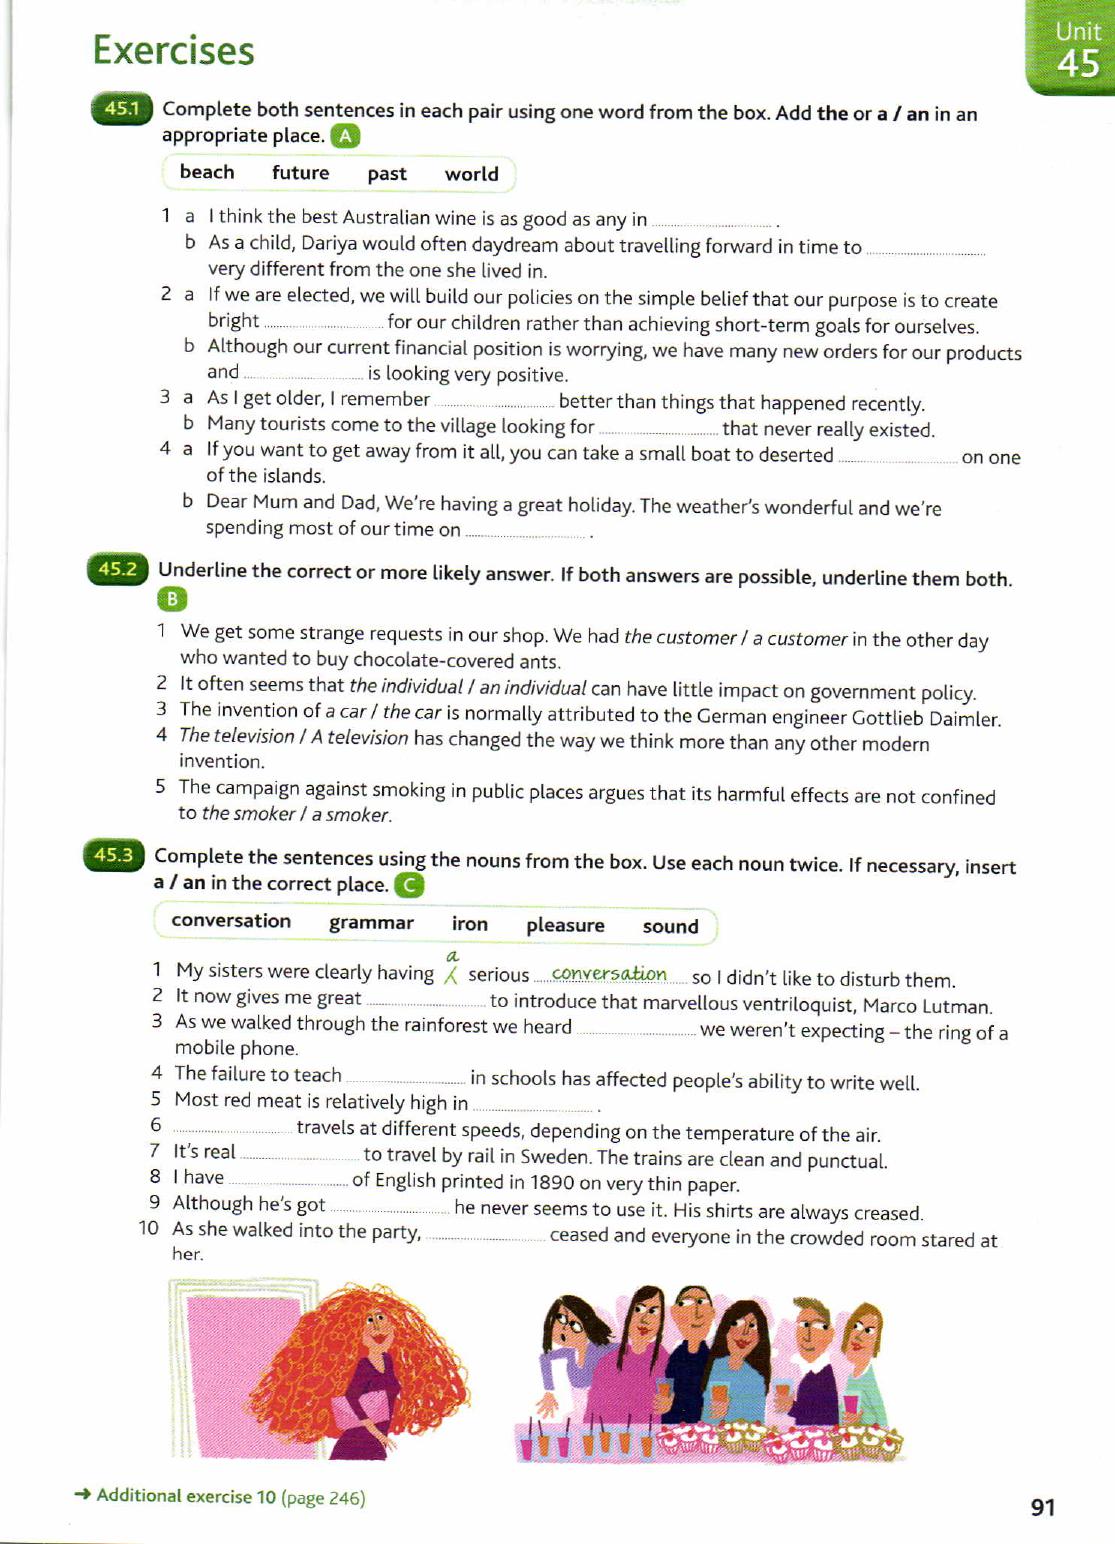 Exercises
Unit
45
45.1 Complete both sentences in each pair using one word from the box. Add the or a / an in an
appropriate place. A
beach future past world
1 a I think the best Australian wine is as good as any in .................... .
b As a child, Dariya would often daydream about travelling forward in time to ....................
very different from the one she lived in.
2 a If we are elected, we will build our policies on the simple belief that our purpose is to create
bright .................... for our children rather than achieving short-term goals for ourselves.
b Although our current financial position is worrying, we have many new orders for our products
and .................... is looking very positive.
3 a As I get older, I remember .................... better than things that happened recently.
b Many tourists come to the village looking for .................... that never really existed.
4 a If you want to get away from it all, you can take a small boat to deserted .................... on one
of the islands.
b Dear Mum and Dad, We're having a great holiday. The weather's wonderful and we're
spending most of our time on .................... .
45.2 Underline the correct or more likely answer. If both answers are possible, underline them both.
B
1 We get some strange requests in our shop. We had the customer / a customer in the other day
who wanted to buy chocolate-covered ants.
2 It often seems that the individual / an individual can have little impact on government policy.
3 The invention of a car / the car is normally attributed to the German engineer Gottlieb Daimler.
4 The television / A television has changed the way we think more than any other modern
invention.
5 The campaign against smoking in public places argues that its harmful effects are not confined
to the smoker / a smoker.
45.3 Complete the sentences using the nouns from the box. Use each noun twice. If necessary, insert
a / an in the correct place. C
conversation grammar iron pleasure sound
a
1 My sisters were clearly having serious conversation so I didn't like to disturb them.
2 It now gives me great .................... to introduce that marvellous ventriloquist, Marco Lutman.
3 As we walked through the rainforest we heard .................... we weren't expecting – the ring of a
mobile phone.
4 The failure to teach .................... in schools has affected people's ability to write well.
5 Most red meat is relatively high in .................... .
6 .................... travels at different speeds, depending on the temperature of the air.
7 It's real .................... to travel by rail in Sweden. The trains are clean and punctual.
8 I have .................... of English printed in 1890 on very thin paper.
9 Although he's got .................... he never seems to use it. His shirts are always creased.
10 As she walked into the party, .................... ceased and everyone in the crowded room stared at
her.
➜ Additional exercise 10 (page 246)
91